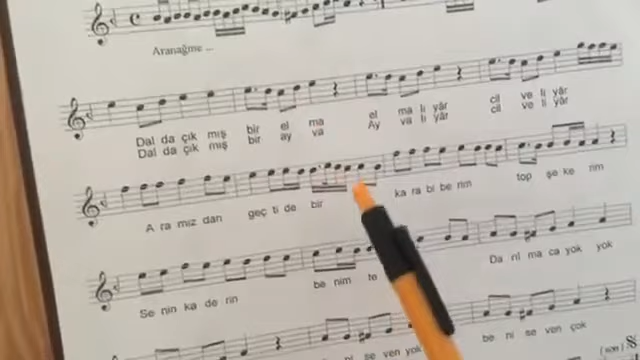 Aranağme ...
Dal da çık mış bir el ma el ma lı yâr cil ve li yâr
Dal da çık mış bir ay va Ay va lı yâr cil ve li yâr
A ra mız dan geç ti de bir ka ra bi be rim top şe ke rim
Se nin ka de rin be nim Da rıl ma ca yok yok
se ven yok be ni se ven çok
( son )